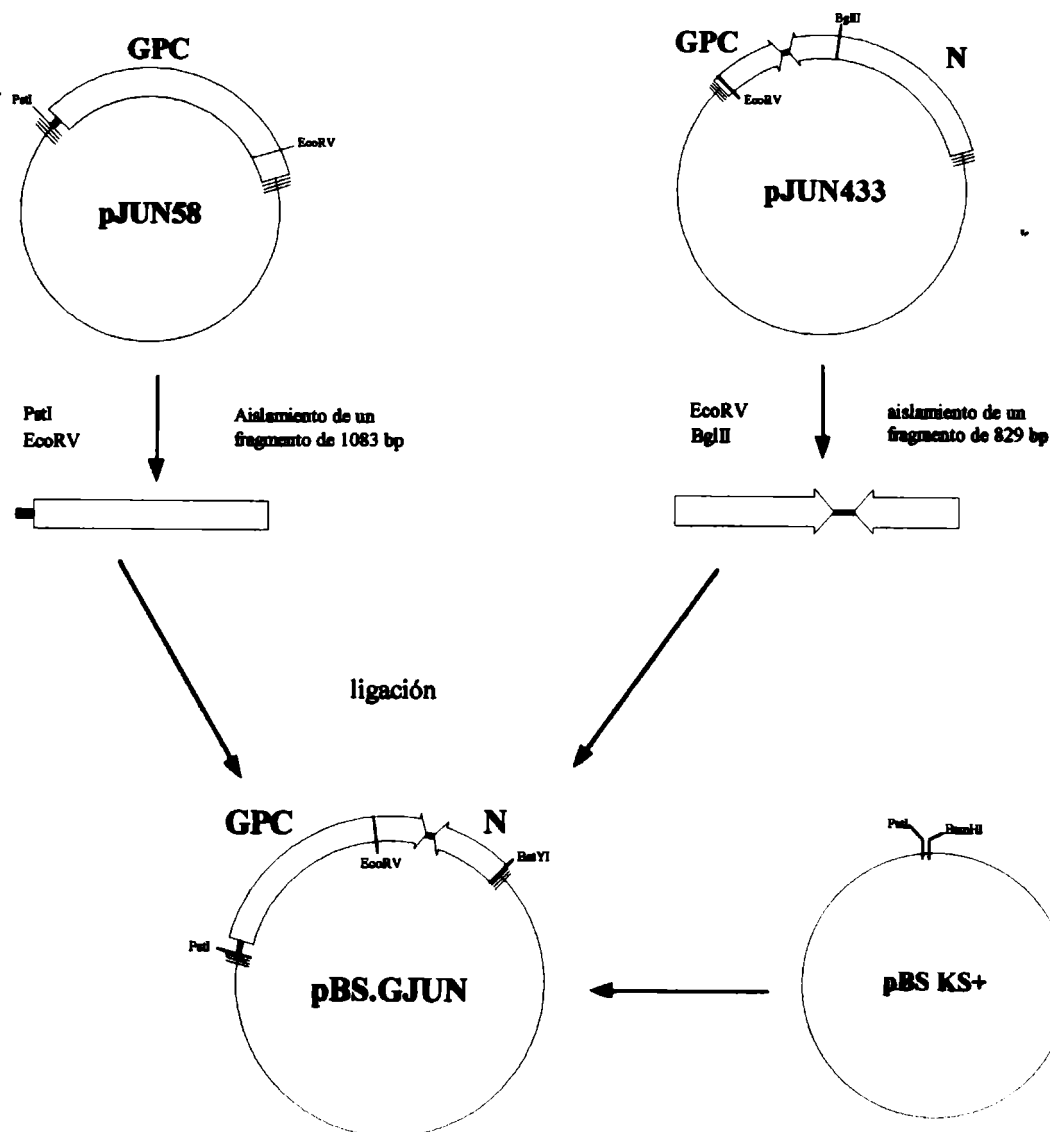 GPC
PstI
EcoRV
pJUN58
BglII
GPC
N
EcoRV
pJUN433
PstI
EcoRV
Aislamiento de un
fragmento de 1083 bp
EcoRV
BglII
aislamiento de un
fragmento de 829 bp
ligación
GPC
N
EcoRV
BstYI
PstI
pBS.GJUN
PstI
BamHI
pBS KS+